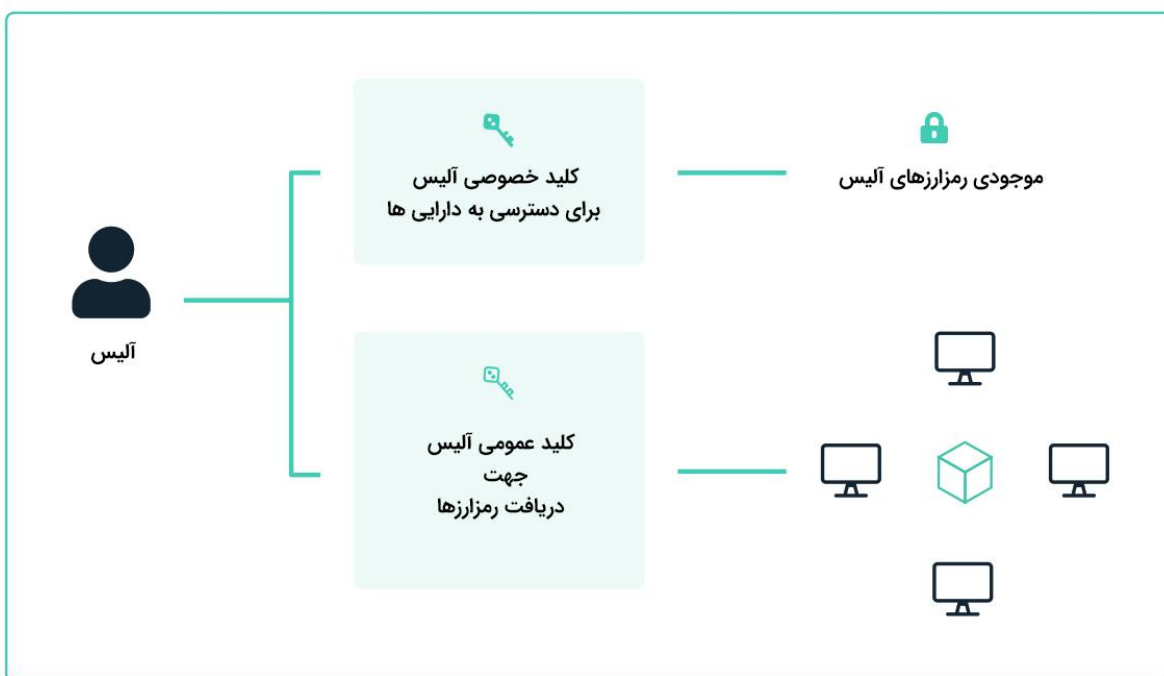 آلیس
کلید خصوصی آلیس
برای دسترسی به دارایی ها
موجودی رمزارزهای آلیس
کلید عمومی آلیس
جهت
دریافت رمزارزها